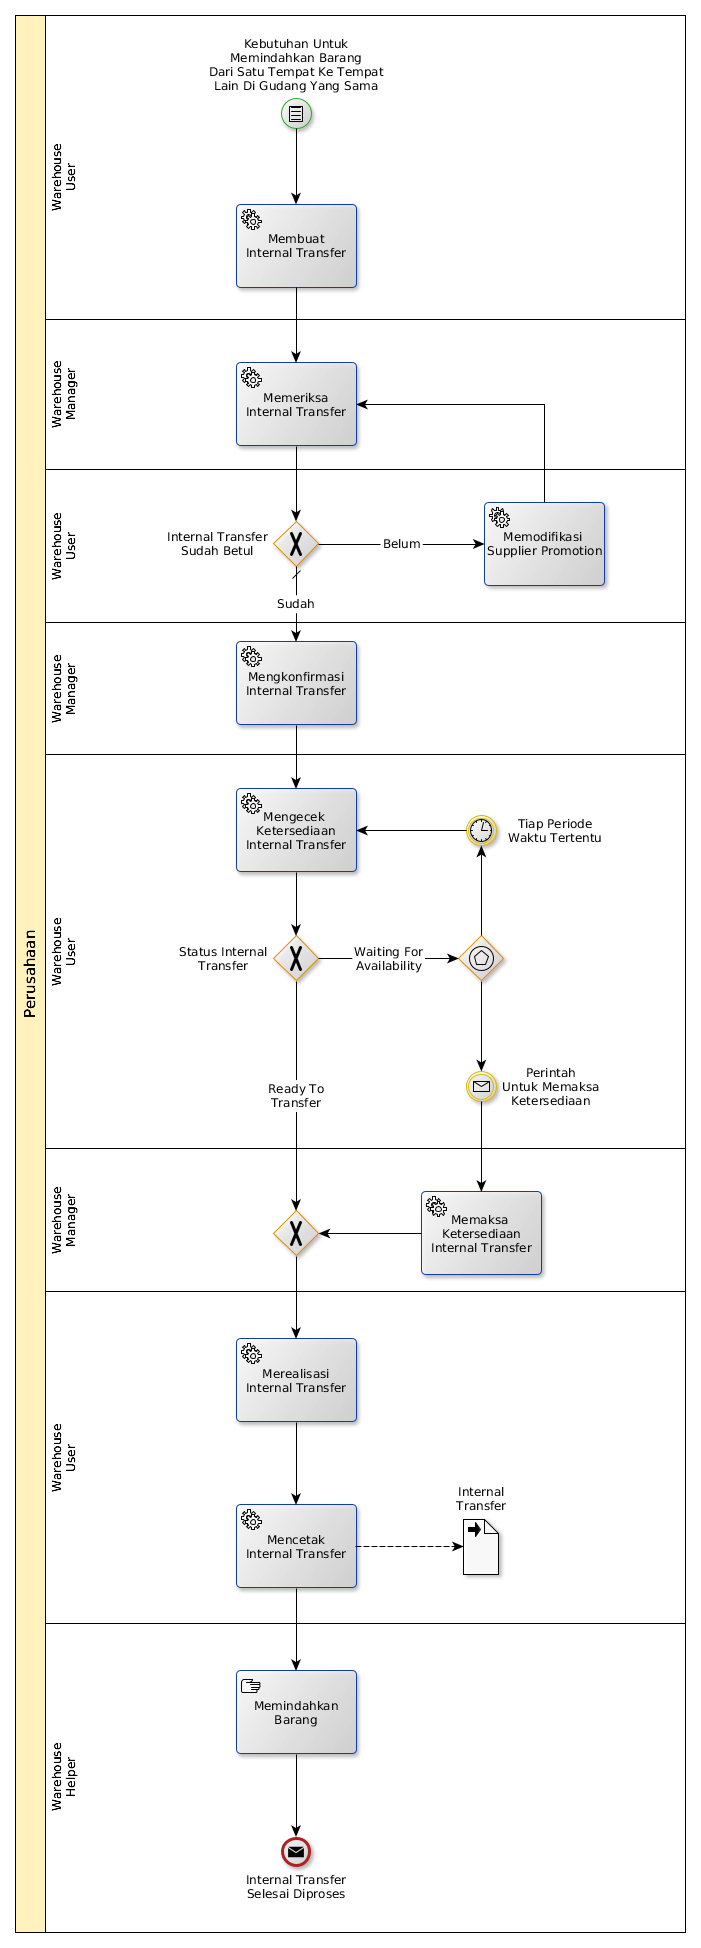 Perusahaan
Warehouse
User
Kebutuhan Untuk
Memindahkan Barang
Dari Satu Tempat Ke Tempat
Lain Di Gudang Yang Sama
Membuat
Internal Transfer
Warehouse
Manager
Memeriksa
Internal Transfer
Warehouse
User
Internal Transfer
Sudah Betul
Belum
Memodifikasi
Supplier Promotion
Sudah
Warehouse
Manager
Mengkonfirmasi
Internal Transfer
Warehouse
User
Mengecek
Ketersediaan
Internal Transfer
Tiap Periode
Waktu Tertentu
Status Internal
Transfer
Waiting For
Availability
Ready To
Transfer
Perintah
Untuk Memaksa
Ketersediaan
Warehouse
Manager
Memaksa
Ketersediaan
Internal Transfer
Warehouse
User
Merealisasi
Internal Transfer
Mencetak
Internal Transfer
Internal
Transfer
Warehouse
Helper
Memindahkan
Barang
Internal Transfer
Selesai Diproses